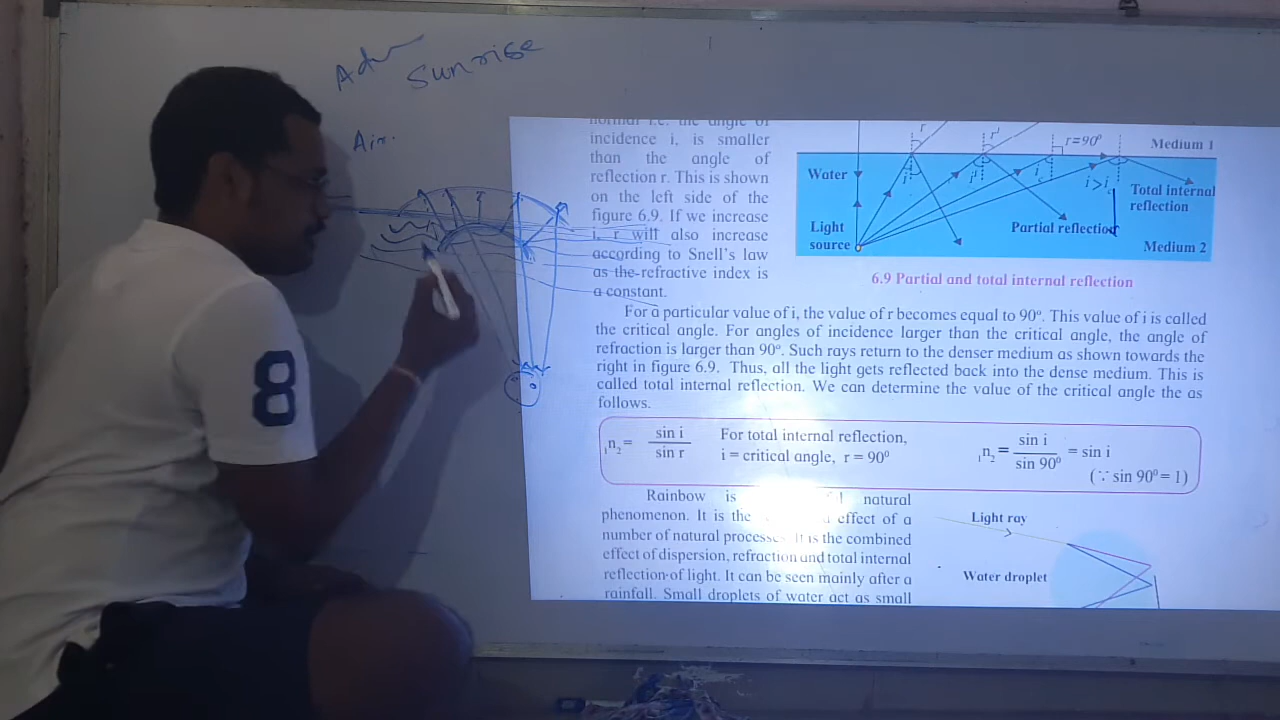 Adv
Sunrise
Air.
8
normal i.e. the angle of
incidence i, is smaller
than the angle of
reflection r. This is shown
on the left side of the
figure 6.9. If we increase
i, r will also increase
according to Snell's law
as the refractive index is
a constant.
r
r'
r=90°
Medium 1
Water
i
i'
i
i>i
Total internal
reflection
Light
source
Partial reflection
Medium 2
6.9 Partial and total internal reflection
For a particular value of i, the value of r becomes equal to 90°. This value of i is called
the critical angle. For angles of incidence larger than the critical angle, the angle of
refraction is larger than 90°. Such rays return to the denser medium as shown towards the
right in figure 6.9. Thus, all the light gets reflected back into the dense medium. This is
called total internal reflection. We can determine the value of the critical angle the as
follows.
₁n₂ = sin i / sin r
For total internal reflection,
i = critical angle, r = 90°
₁n₂ = sin i / sin 90° = sin i
(∵ sin 90° = 1)
Rainbow is natural
phenomenon. It is the effect of a
number of natural processes. It is the combined
effect of dispersion, refraction and total internal
reflection of light. It can be seen mainly after a
rainfall. Small droplets of water act as small
Light ray
Water droplet